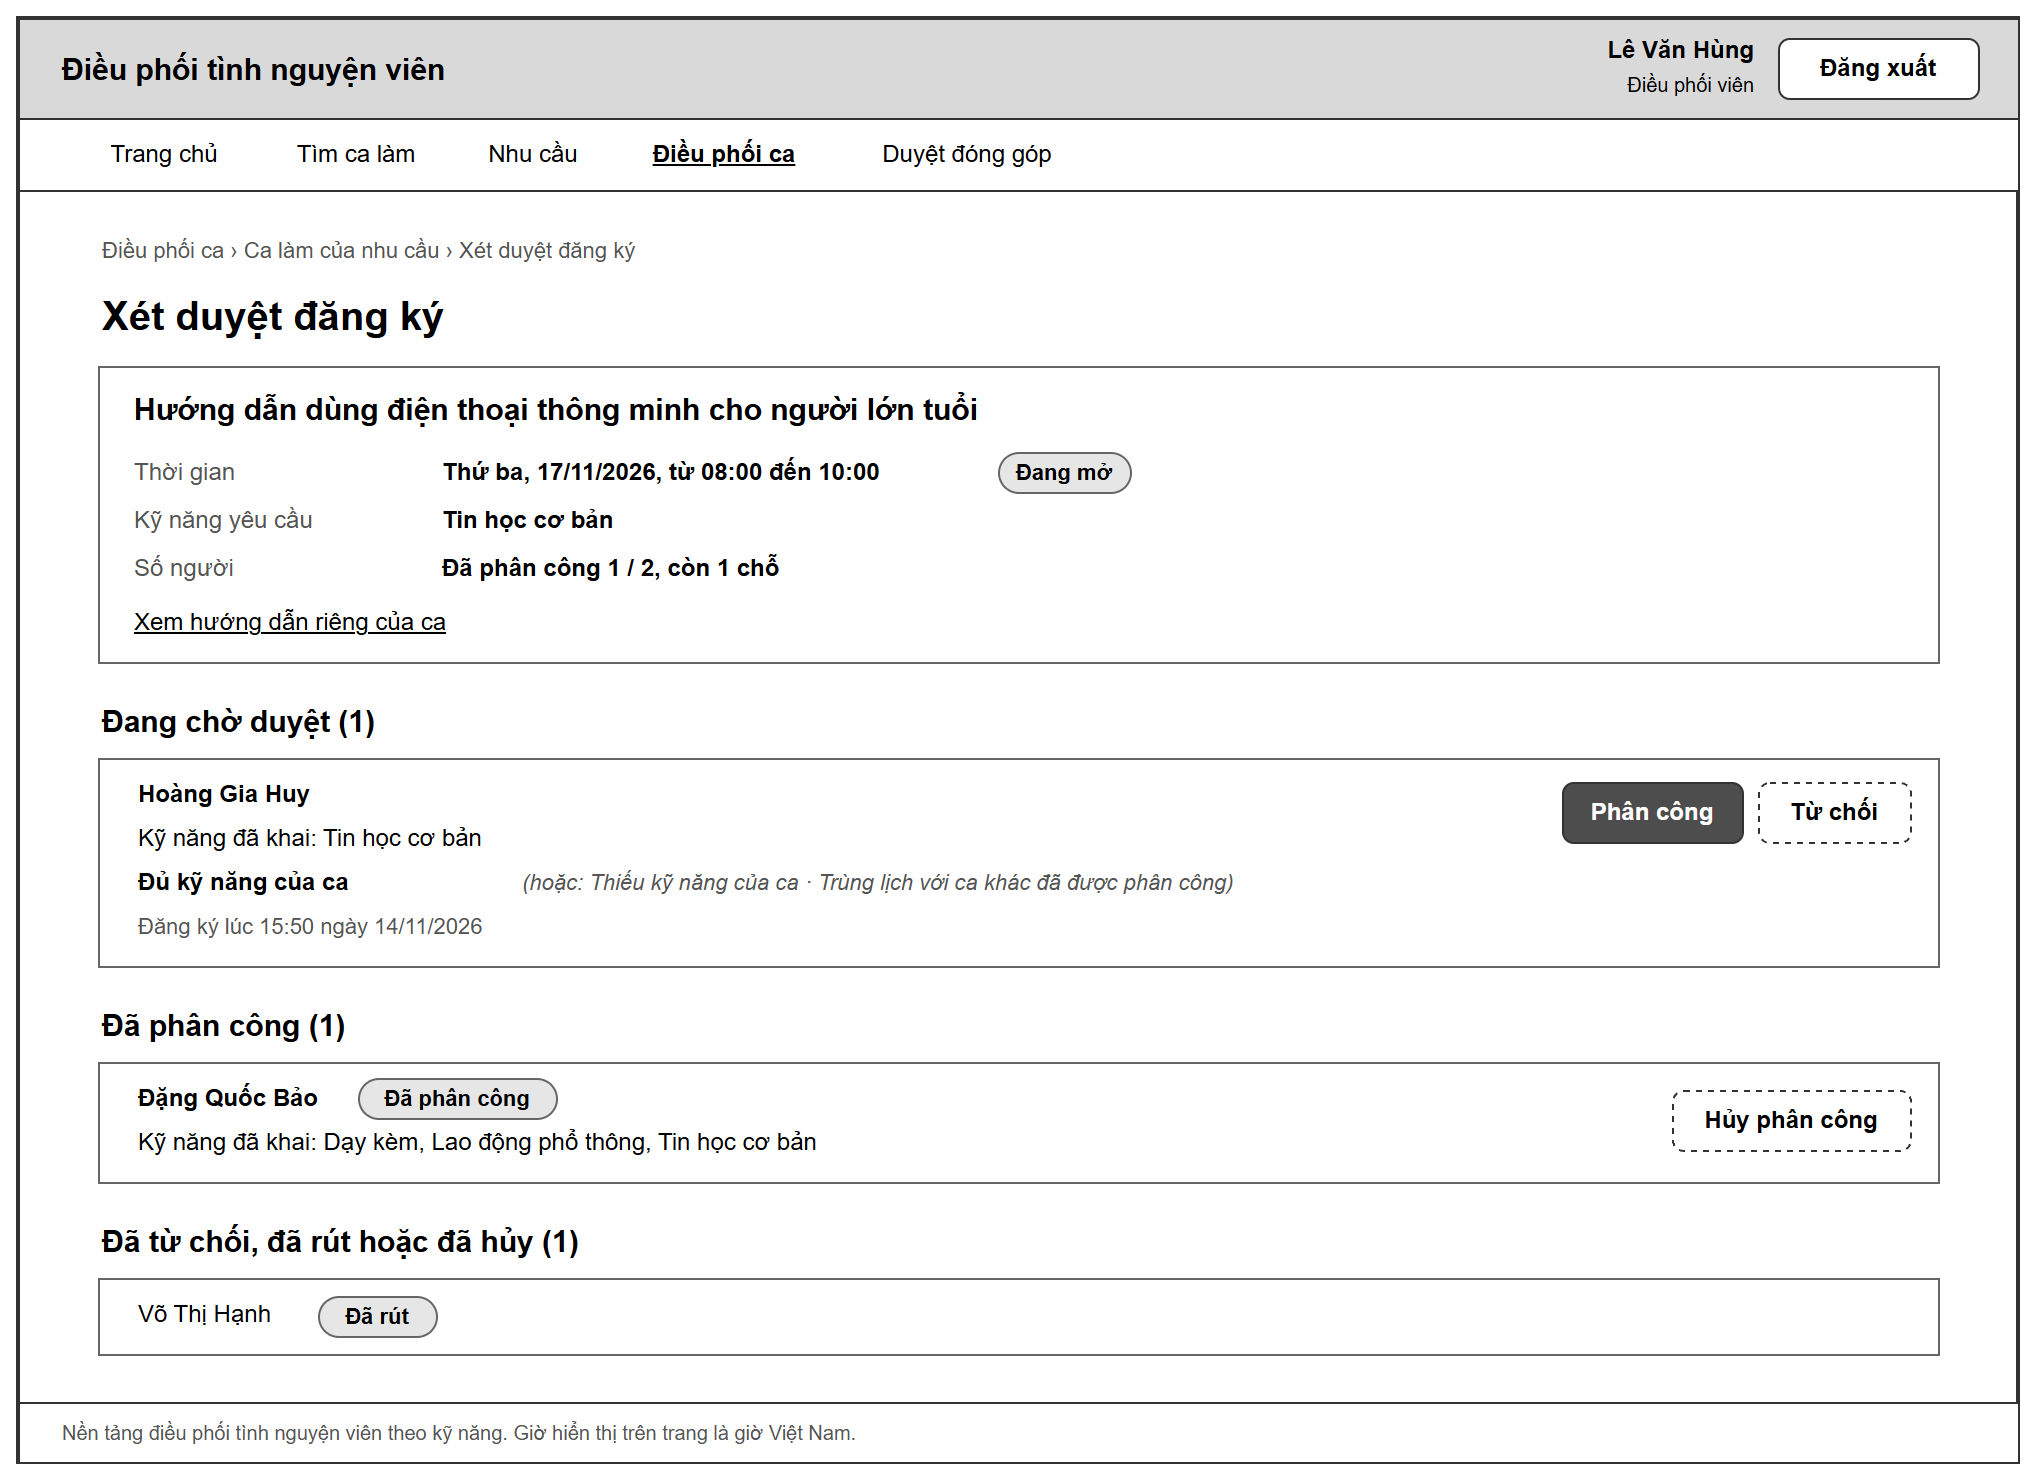 Điều phối tình nguyện viên
Lê Văn Hùng
Điều phối viên
Đăng xuất
Trang chủ
Tìm ca làm
Nhu cầu
Điều phối ca
Duyệt đóng góp
Điều phối ca › Ca làm của nhu cầu › Xét duyệt đăng ký
Xét duyệt đăng ký
Hướng dẫn dùng điện thoại thông minh cho người lớn tuổi
Thời gian
Thứ ba, 17/11/2026, từ 08:00 đến 10:00
Đang mở
Kỹ năng yêu cầu
Tin học cơ bản
Số người
Đã phân công 1 / 2, còn 1 chỗ
Xem hướng dẫn riêng của ca
Đang chờ duyệt (1)
Hoàng Gia Huy
Phân công
Từ chối
Kỹ năng đã khai: Tin học cơ bản
Đủ kỹ năng của ca
(hoặc: Thiếu kỹ năng của ca · Trùng lịch với ca khác đã được phân công)
Đăng ký lúc 15:50 ngày 14/11/2026
Đã phân công (1)
Đặng Quốc Bảo
Đã phân công
Hủy phân công
Kỹ năng đã khai: Dạy kèm, Lao động phổ thông, Tin học cơ bản
Đã từ chối, đã rút hoặc đã hủy (1)
Võ Thị Hạnh
Đã rút
Nền tảng điều phối tình nguyện viên theo kỹ năng. Giờ hiển thị trên trang là giờ Việt Nam.